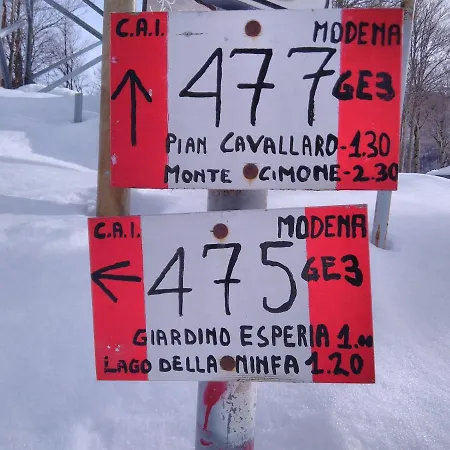 C.A.I. MODENA
477 GE3
PIAN CAVALLARO-1.30
MONTE CIMONE-2.30
C.A.I. MODENA
475 GE3
GIARDINO ESPERIA 1.00
LAGO DELLA NINFA 1.20